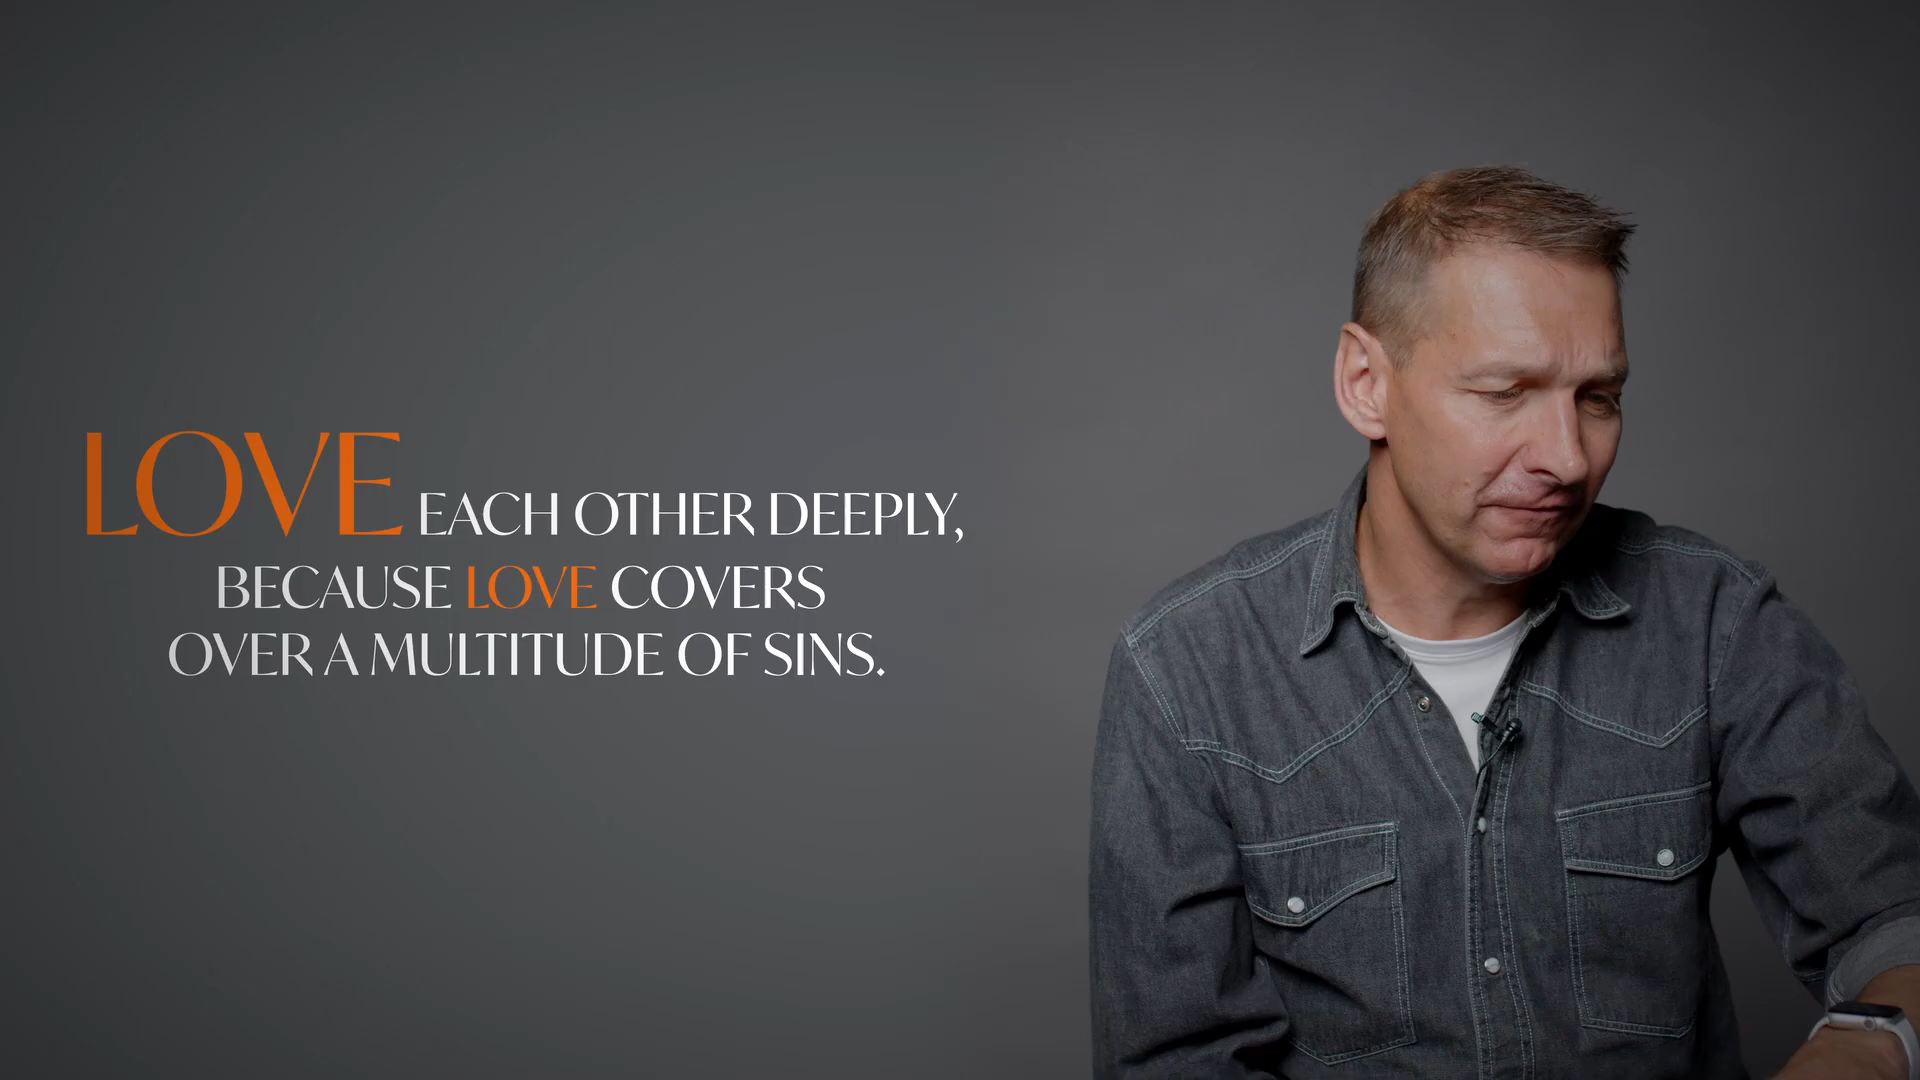 LOVE EACH OTHER DEEPLY,
BECAUSE LOVE COVERS
OVER A MULTITUDE OF SINS.